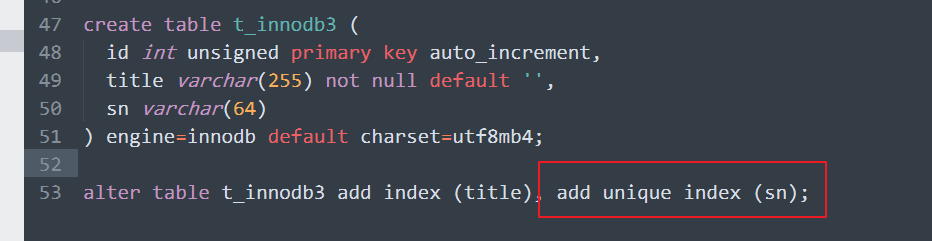 47 create table t_innodb3 (
48   id int unsigned primary key auto_increment,
49   title varchar(255) not null default '',
50   sn varchar(64)
51 ) engine=innodb default charset=utf8mb4;
52
53 alter table t_innodb3 add index (title), add unique index (sn);